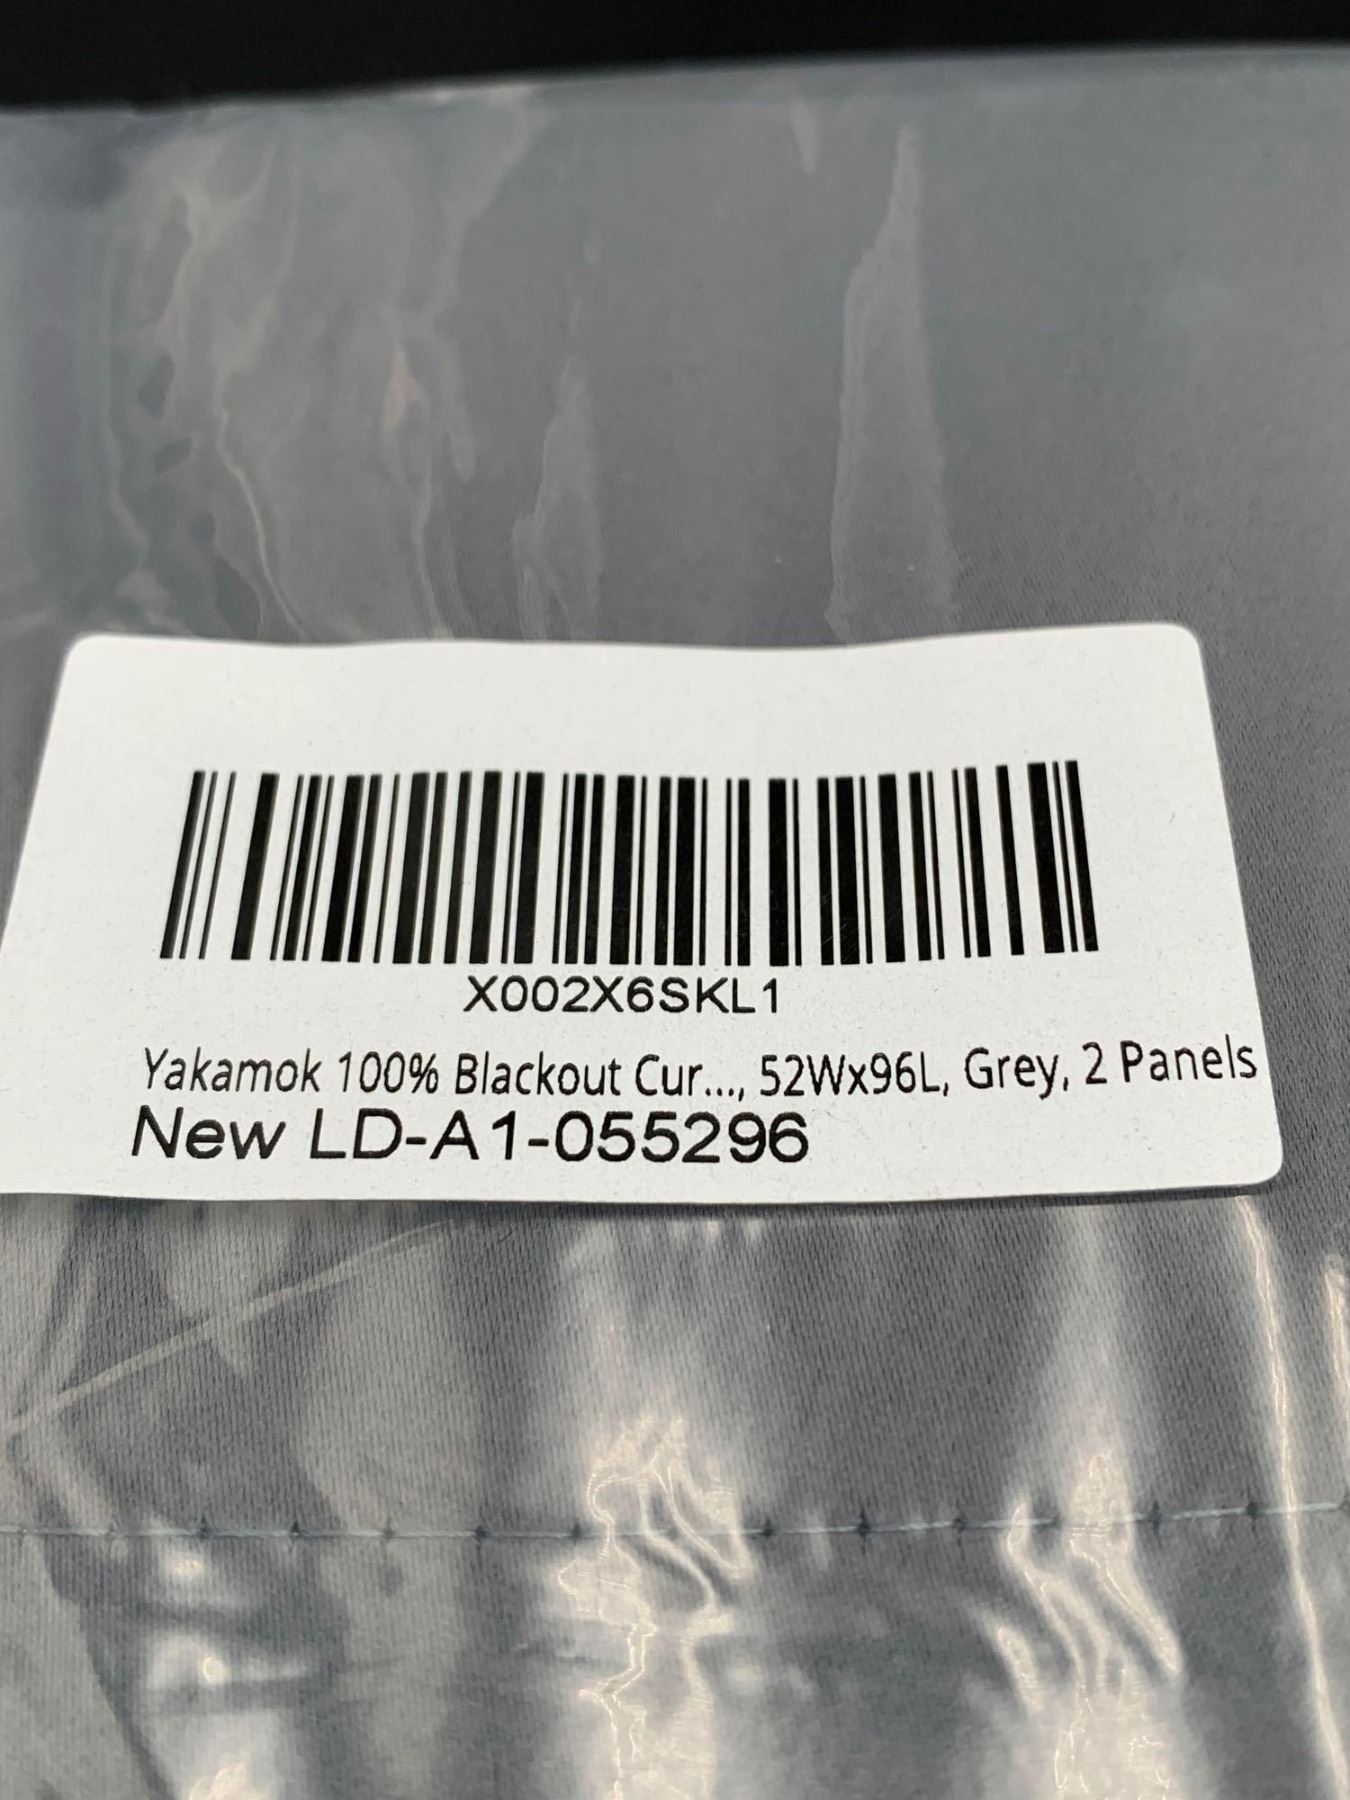 X002X6SKL1
Yakamok 100% Blackout Cur..., 52Wx96L, Grey, 2 Panels
New LD-A1-055296